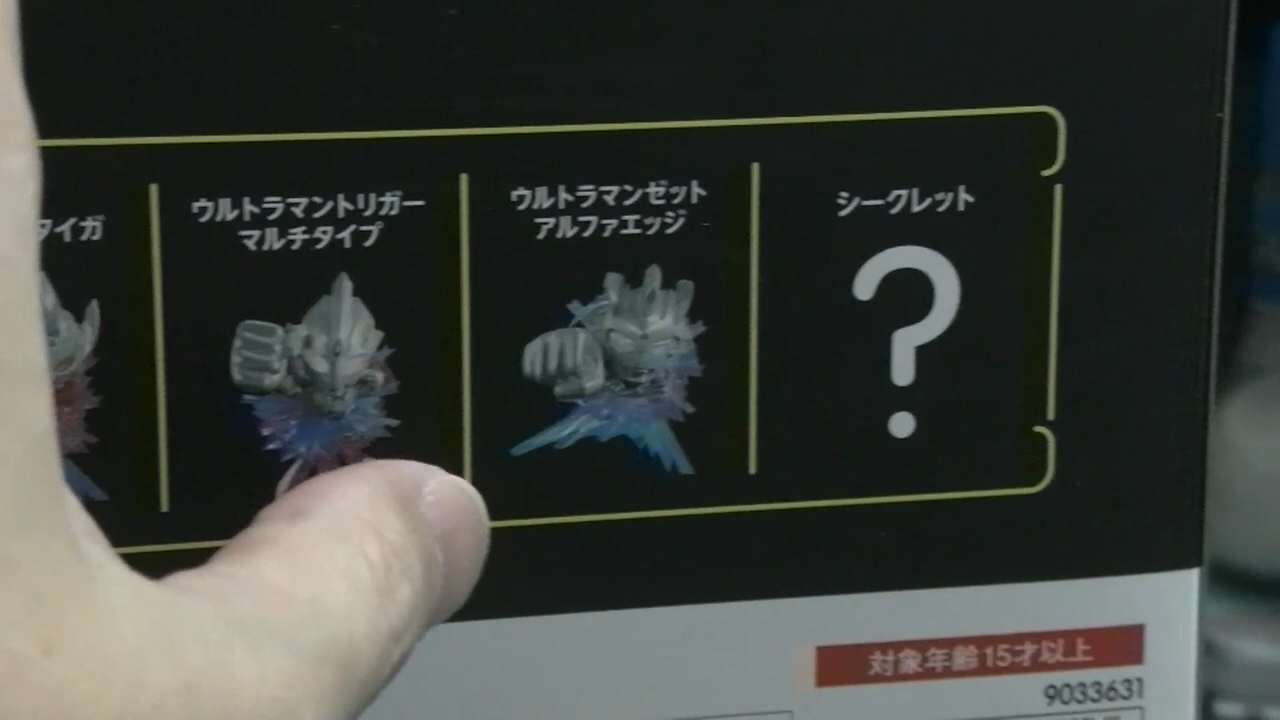 タイガ
ウルトラマントリガー
マルチタイプ
ウルトラマンゼット
アルファエッジ
シークレット
?
対象年齢15才以上
9033631